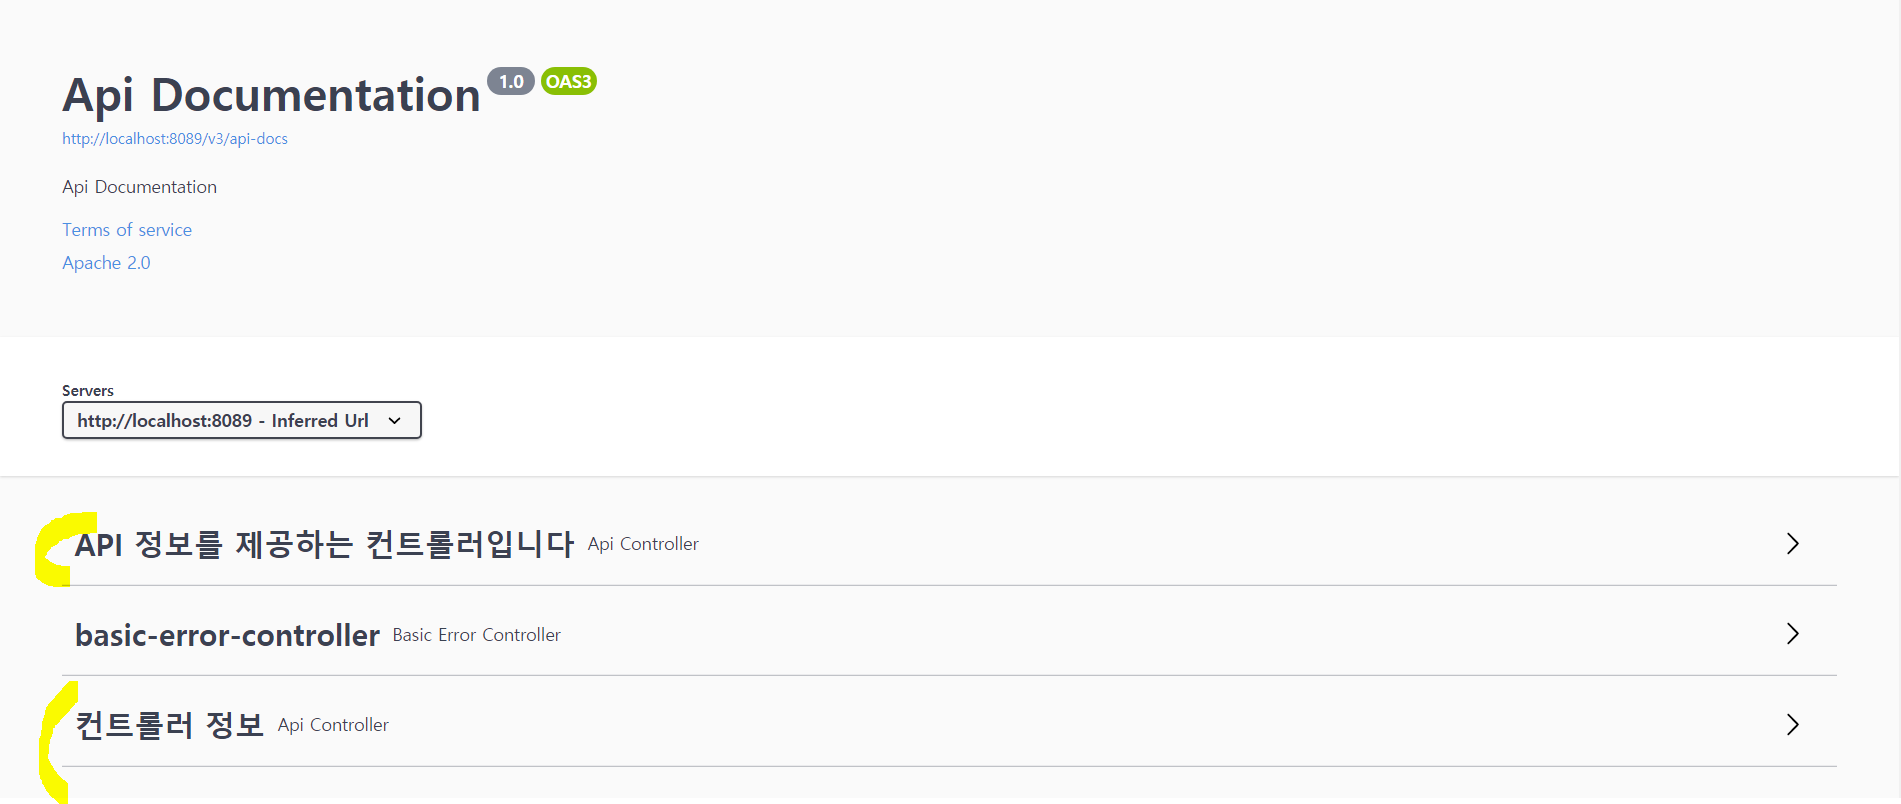 Api Documentation 1.0 OAS3
http://localhost:8089/v3/api-docs
Api Documentation
Terms of service
Apache 2.0
Servers
http://localhost:8089 - Inferred Url
API 정보를 제공하는 컨트롤러입니다 Api Controller
basic-error-controller Basic Error Controller
컨트롤러 정보 Api Controller